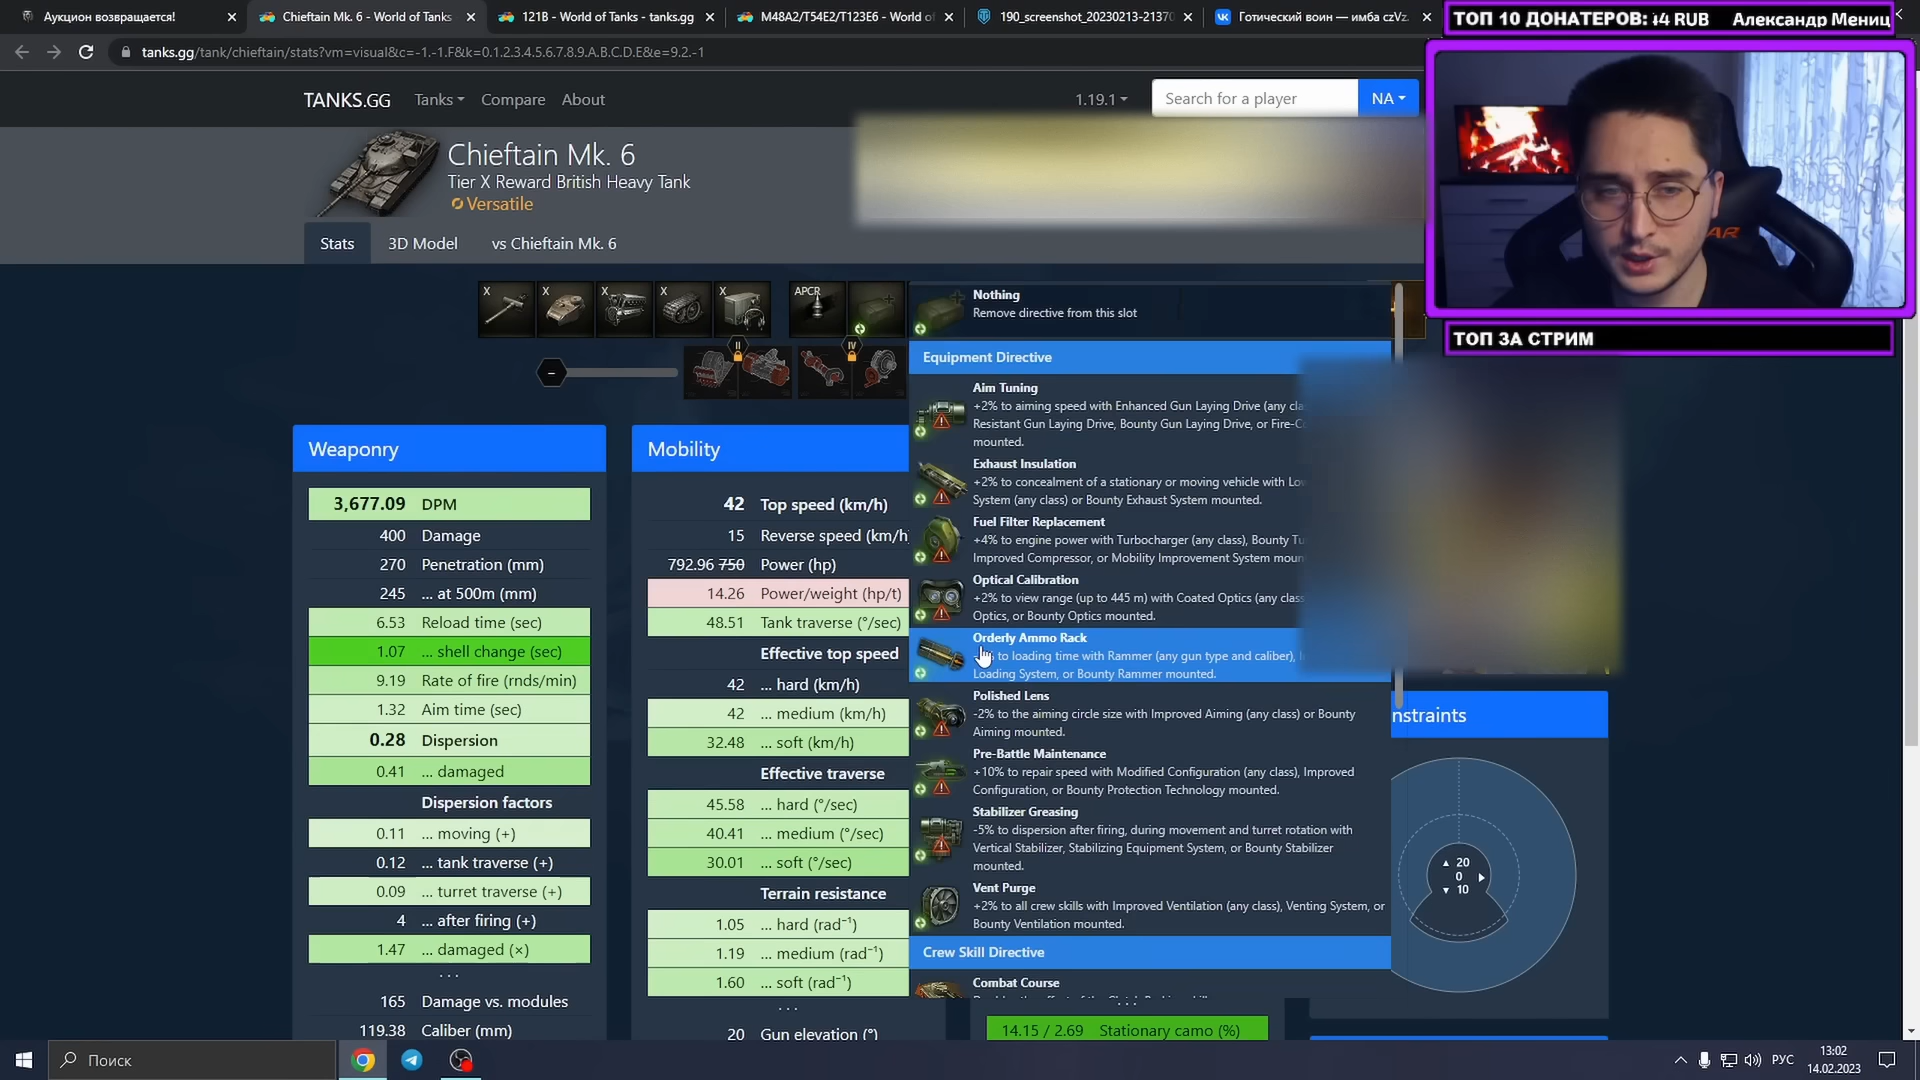 Аукцион возвращается!
Chieftain Mk. 6 - World of Tanks
121B - World of Tanks - tanks.gg
M48A2/T54E2/T123E6 - World of
190_screenshot_20230213-21370
Готический воин — имба czVz.
ТОП 10 ДОНАТЕРОВ: 14 RUB Александр Мениц
tanks.gg/tank/chieftain/stats?vm=visual&c=-1.-1.F&k=0.1.2.3.4.5.6.7.8.9.A.B.C.D.E&e=9.2.-1
TANKS.GG
Tanks
Compare
About
1.19.1
Search for a player
NA
Chieftain Mk. 6
Tier X Reward British Heavy Tank
Versatile
Stats
3D Model
vs Chieftain Mk. 6
ТОП ЗА СТРИМ
X
X
X
X
X
APCR
II
IV
Nothing
Remove directive from this slot
Equipment Directive
Aim Tuning
+2% to aiming speed with Enhanced Gun Laying Drive (any
Resistant Gun Laying Drive, Bounty Gun Laying Drive, or
mounted.
Exhaust Insulation
+2% to concealment of a stationary or moving vehicle with
System (any class) or Bounty Exhaust System mounted.
Fuel Filter Replacement
+4% to engine power with Turbocharger (any class), Bounty
Improved Compressor, or Mobility Improvement System
Optical Calibration
+2% to view range (up to 445 m) with Coated Optics (any
Optics, or Bounty Optics mounted.
Orderly Ammo Rack
to loading time with Rammer (any gun type and caliber),
Loading System, or Bounty Rammer mounted.
Polished Lens
-2% to the aiming circle size with Improved Aiming (any class) or Bounty
Aiming mounted.
Pre-Battle Maintenance
+10% to repair speed with Modified Configuration (any class), Improved
Configuration, or Bounty Protection Technology mounted.
Stabilizer Greasing
-5% to dispersion after firing, during movement and turret rotation with
Vertical Stabilizer, Stabilizing Equipment System, or Bounty Stabilizer
mounted.
Vent Purge
+2% to all crew skills with Improved Ventilation (any class), Venting System, or
Bounty Ventilation mounted.
Crew Skill Directive
Combat Course
Weaponry
3,677.09 DPM
400 Damage
270 Penetration (mm)
245 ... at 500m (mm)
6.53 Reload time (sec)
1.07 ... shell change (sec)
9.19 Rate of fire (rnds/min)
1.32 Aim time (sec)
0.28 Dispersion
0.41 ... damaged
Dispersion factors
0.11 ... moving (+)
0.12 ... tank traverse (+)
0.09 ... turret traverse (+)
4 ... after firing (+)
1.47 ... damaged (×)
...
165 Damage vs. modules
119.38 Caliber (mm)
Mobility
42 Top speed (km/h)
15 Reverse speed (km/h
792.96 750 Power (hp)
14.26 Power/weight (hp/t)
48.51 Tank traverse (°/sec)
Effective top speed
42 ... hard (km/h)
42 ... medium (km/h)
32.48 ... soft (km/h)
Effective traverse
45.58 ... hard (°/sec)
40.41 ... medium (°/sec)
30.01 ... soft (°/sec)
Terrain resistance
1.05 ... hard (rad⁻¹)
1.19 ... medium (rad⁻¹)
1.60 ... soft (rad⁻¹)
...
20 Gun elevation (°)
...
14.15 / 2.69 Stationary camo (%)
nstraints
20
0
10
Поиск
РУС
13:02
14.02.2023